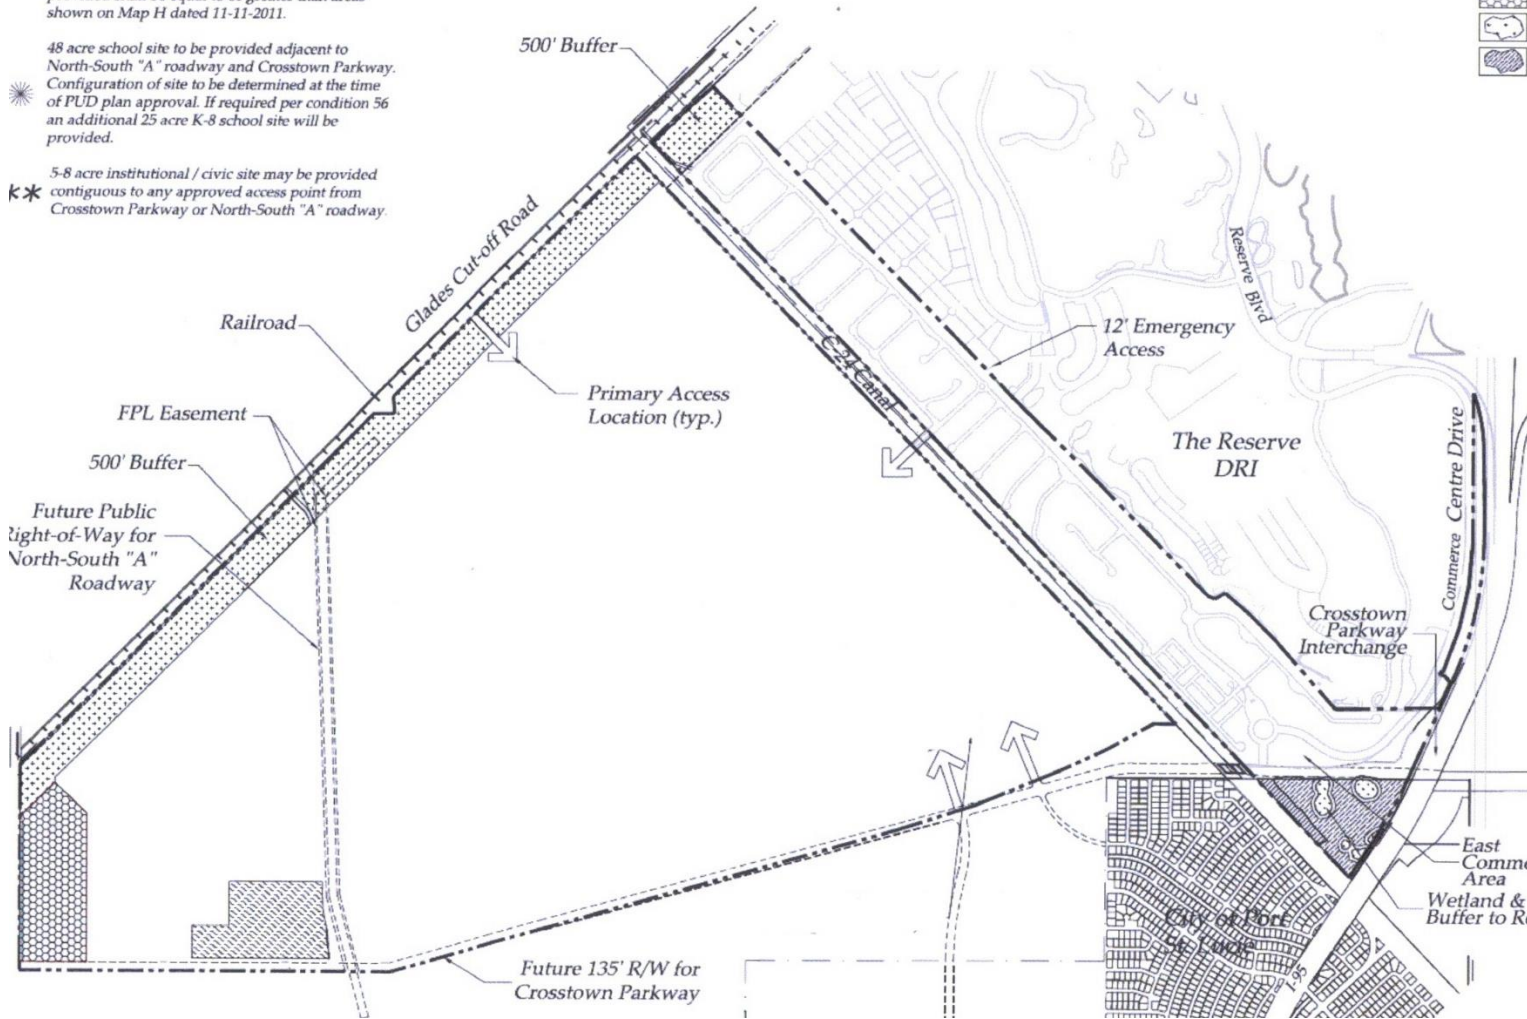 shown on Map H dated 11-11-2011.
48 acre school site to be provided adjacent to
North-South "A" roadway and Crosstown Parkway.
Configuration of site to be determined at the time
of PUD plan approval. If required per condition 56
an additional 25 acre K-8 school site will be
provided.
5-8 acre institutional / civic site may be provided
** contiguous to any approved access point from
Crosstown Parkway or North-South "A" roadway.
500' Buffer
Glades Cut-off Road
Railroad
FPL Easement
500' Buffer
Future Public
Right-of-Way for
North-South "A"
Roadway
Primary Access
Location (typ.)
C-24 Canal
12' Emergency
Access
Reserve Blvd
The Reserve
DRI
Commerce Centre Drive
Crosstown
Parkway
Interchange
East
Comme
Area
Wetland &
Buffer to R
City of Port
St. Lucie
I-95
Future 135' R/W for
Crosstown Parkway